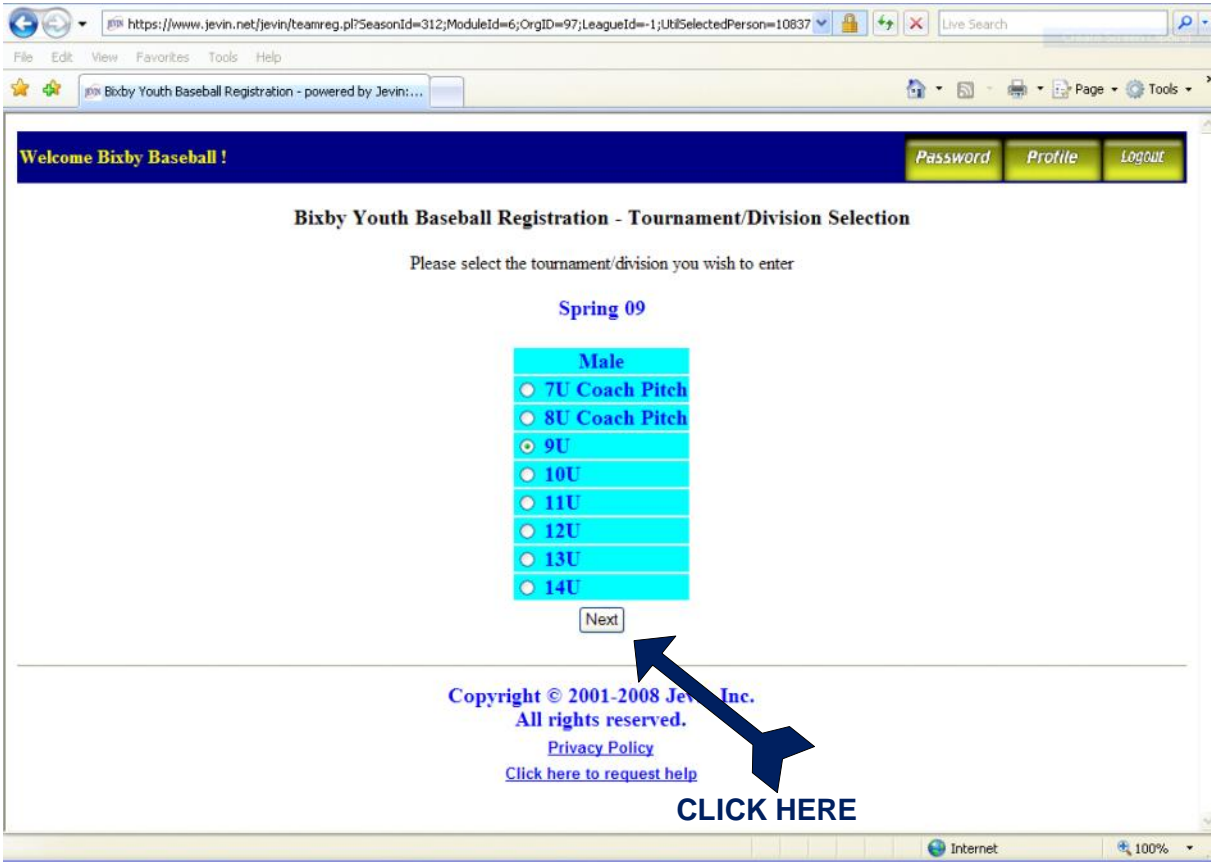 https://www.jevin.net/jevin/teamreg.pl?SeasonId=312;ModuleId=6;OrgID=97;LeagueId=-1;UtilSelectedPerson=10837
Live Search
File Edit View Favorites Tools Help
Bixby Youth Baseball Registration - powered by Jevin:...
Page Tools
Welcome Bixby Baseball !
Password Profile Logout
Bixby Youth Baseball Registration - Tournament/Division Selection
Please select the tournament/division you wish to enter
Spring 09
Male
7U Coach Pitch
8U Coach Pitch
9U
10U
11U
12U
13U
14U
Next
Copyright © 2001-2008 Inc.
All rights reserved.
Privacy Policy
Click here to request help
CLICK HERE
Internet 100%